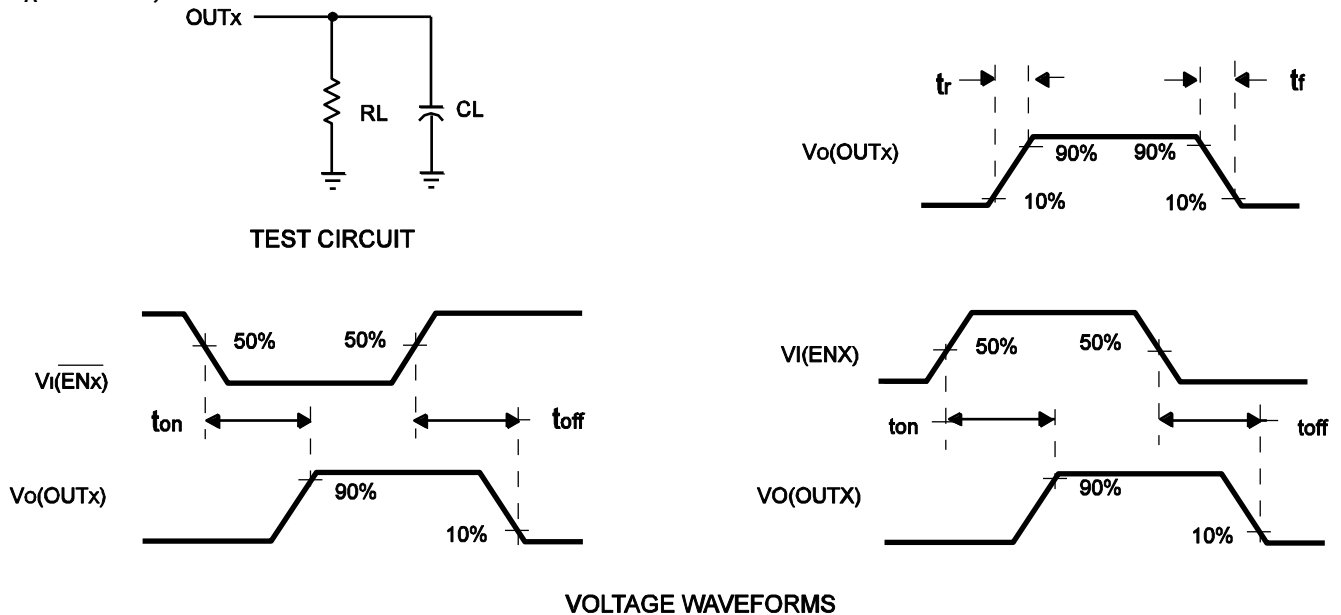 OUTx
RL
CL
TEST CIRCUIT
tr
tf
Vo(OUTx)
90%
90%
10%
10%
VI(ENx)
50%
50%
ton
toff
Vo(OUTx)
90%
10%
VI(ENX)
50%
50%
ton
toff
VO(OUTX)
90%
10%
VOLTAGE WAVEFORMS